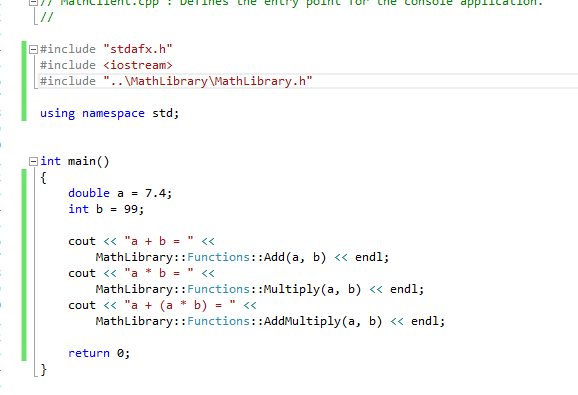 // MathClient.cpp : Defines the entry point for the console application.
//
#include "stdafx.h"
#include <iostream>
#include "..\MathLibrary\MathLibrary.h"
using namespace std;
int main()
{
double a = 7.4;
int b = 99;
cout << "a + b = " <<
MathLibrary::Functions::Add(a, b) << endl;
cout << "a * b = " <<
MathLibrary::Functions::Multiply(a, b) << endl;
cout << "a + (a * b) = " <<
MathLibrary::Functions::AddMultiply(a, b) << endl;
return 0;
}